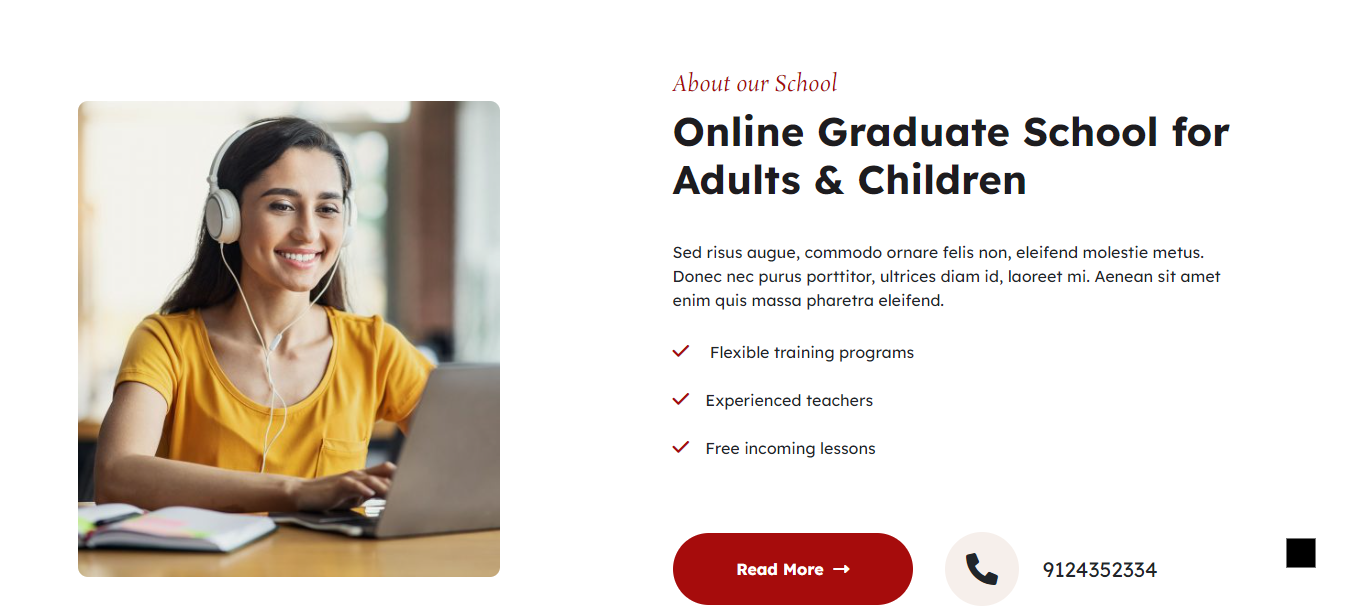 About our School
Online Graduate School for
Adults & Children
Sed risus augue, commodo ornare felis non, eleifend molestie metus.
Donec nec purus porttitor, ultrices diam id, laoreet mi. Aenean sit amet
enim quis massa pharetra eleifend.
Flexible training programs
Experienced teachers
Free incoming lessons
Read More →
9124352334